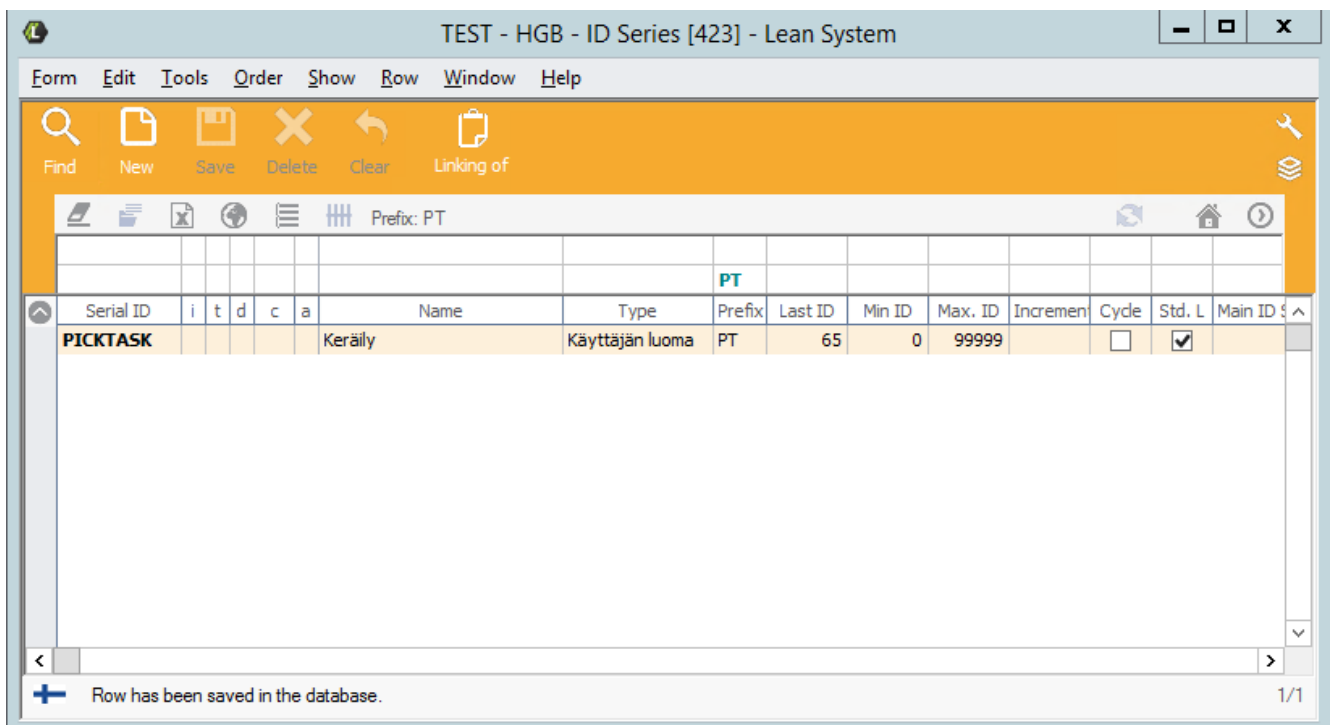 TEST - HGB - ID Series [423] - Lean System
Form Edit Tools Order Show Row Window Help
Find New Save Delete Clear Linking of
Prefix: PT
PT
Serial ID i t d c a Name Type Prefix Last ID Min ID Max. ID Increment Cycle Std. L Main ID S
PICKTASK Keräily Käyttäjän luoma PT 65 0 99999
Row has been saved in the database. 1/1